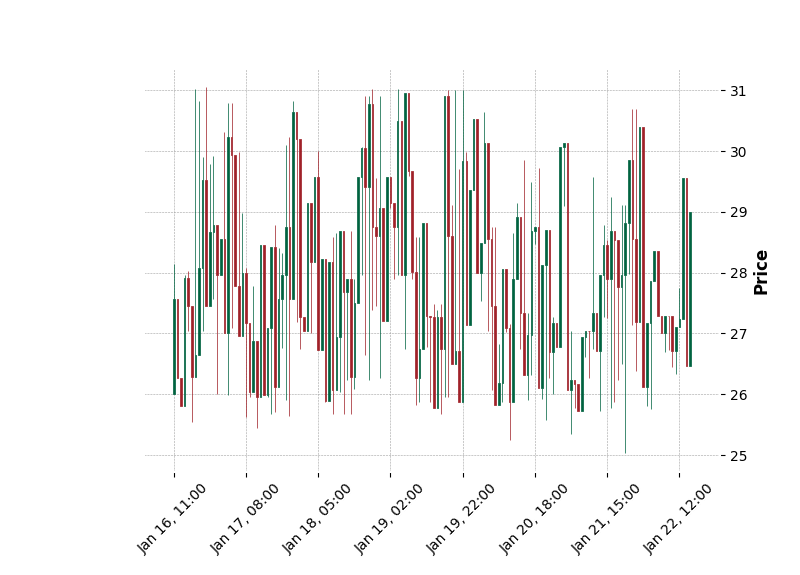 31
30
29
28
27
26
25
Price
Jan 16, 11:00
Jan 17, 08:00
Jan 18, 05:00
Jan 19, 02:00
Jan 19, 22:00
Jan 20, 18:00
Jan 21, 15:00
Jan 22, 12:00